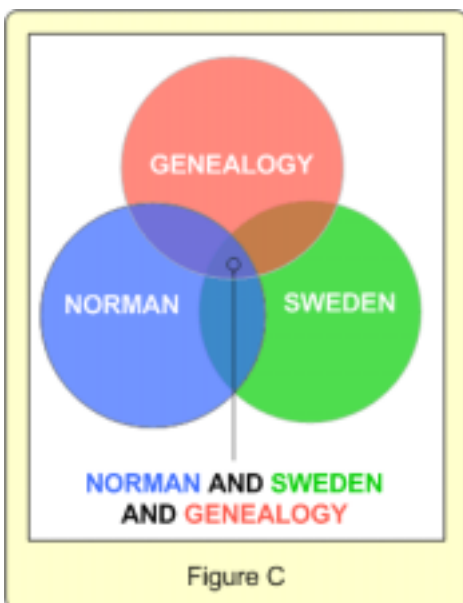 GENEALOGY
NORMAN
SWEDEN
NORMAN AND SWEDEN
AND GENEALOGY
Figure C